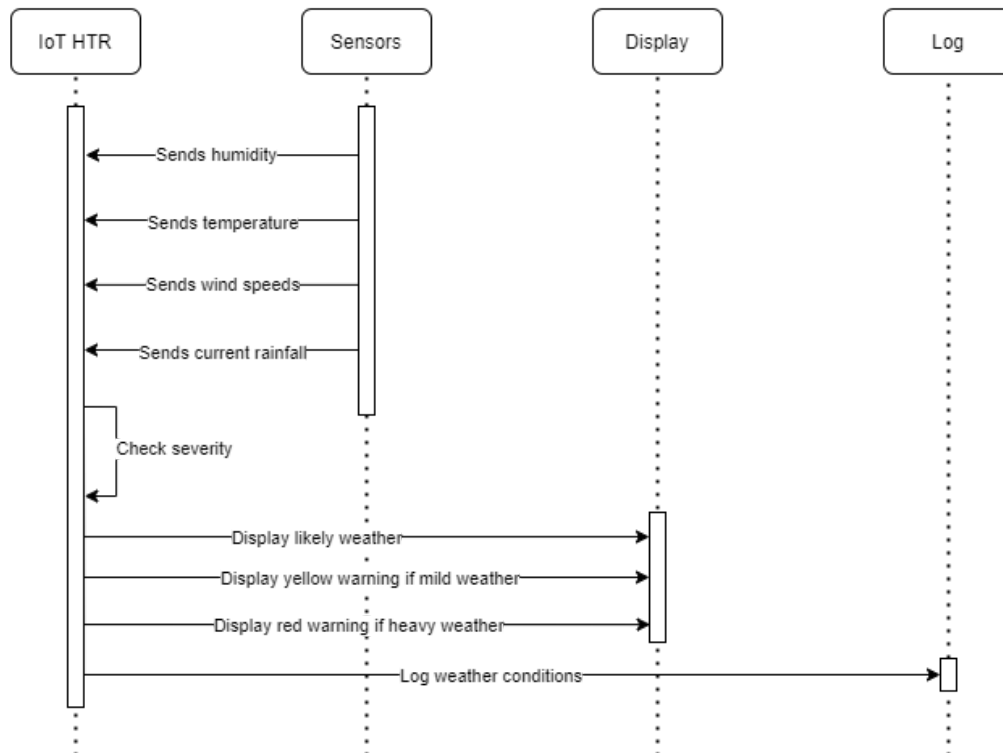 IoT HTR
Sensors
Display
Log
Sends humidity
Sends temperature
Sends wind speeds
Sends current rainfall
Check severity
Display likely weather
Display yellow warning if mild weather
Display red warning if heavy weather
Log weather conditions